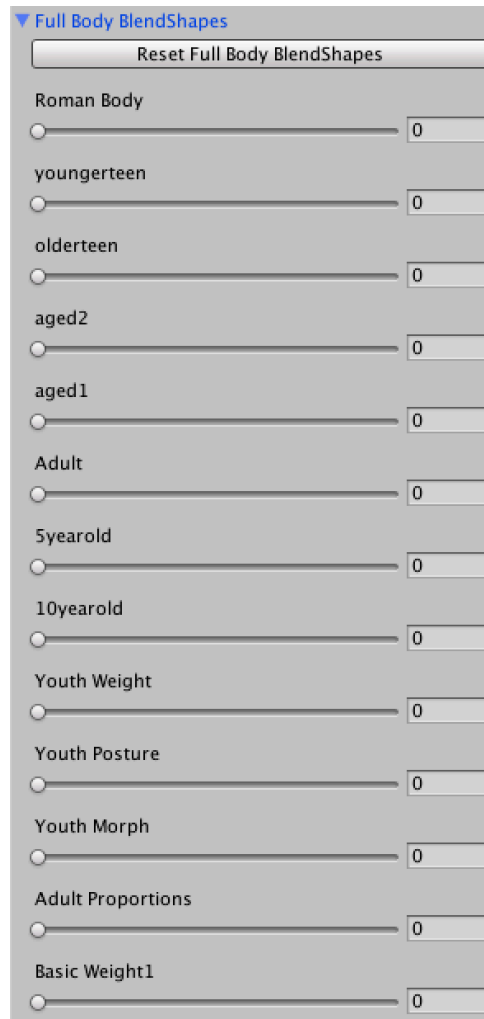 Full Body BlendShapes
Reset Full Body BlendShapes
Roman Body
0
youngerteen
0
olderteen
0
aged2
0
aged1
0
Adult
0
5yearold
0
10yearold
0
Youth Weight
0
Youth Posture
0
Youth Morph
0
Adult Proportions
0
Basic Weight1
0